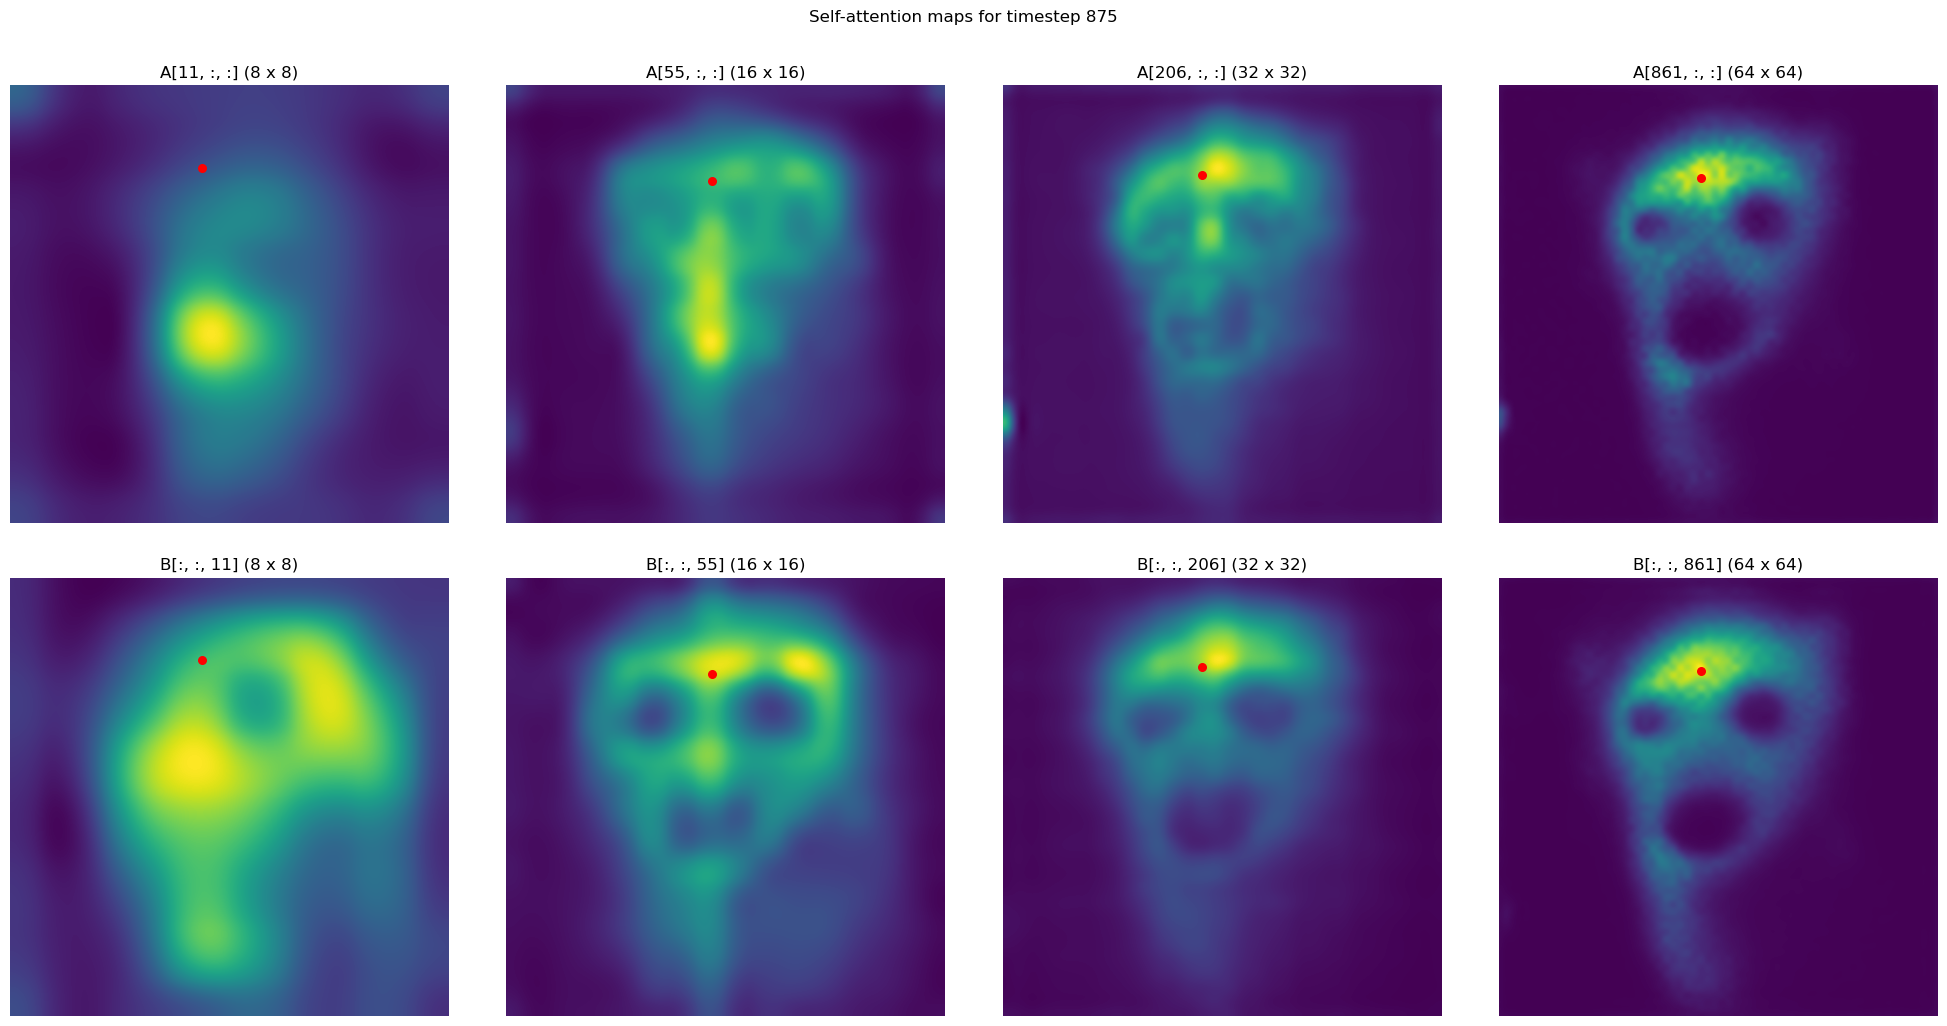 Self-attention maps for timestep 875
A[11, :, :] (8 x 8)
A[55, :, :] (16 x 16)
A[206, :, :] (32 x 32)
A[861, :, :] (64 x 64)
B[:, :, 11] (8 x 8)
B[:, :, 55] (16 x 16)
B[:, :, 206] (32 x 32)
B[:, :, 861] (64 x 64)